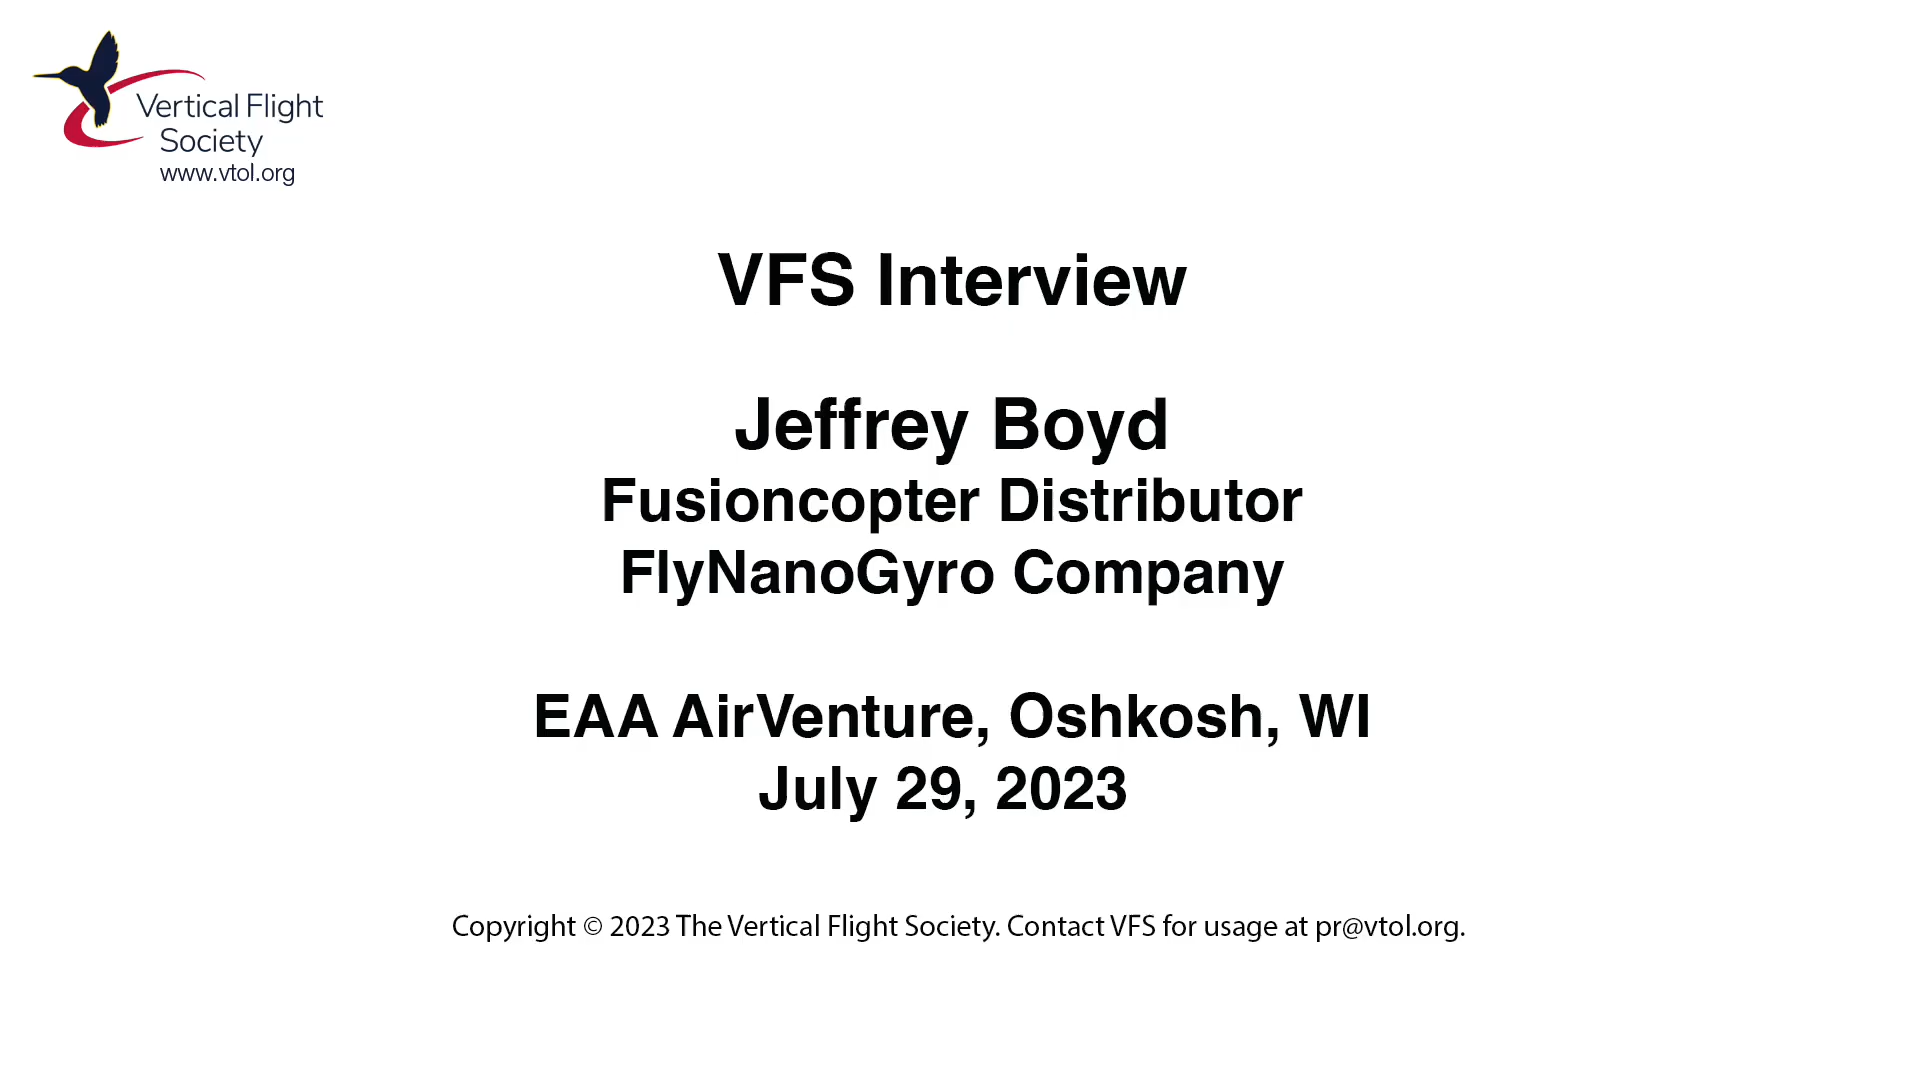 Vertical Flight
Society
www.vtol.org
VFS Interview
Jeffrey Boyd
Fusioncopter Distributor
FlyNanoGyro Company
EAA AirVenture, Oshkosh, WI
July 29, 2023
Copyright © 2023 The Vertical Flight Society. Contact VFS for usage at pr@vtol.org.